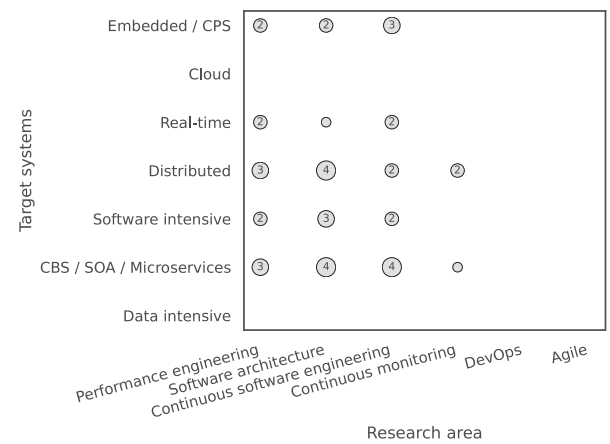 Target systems
Embedded / CPS 2 2 3
Cloud
Real-time 2 2
Distributed 3 4 2 2
Software intensive 2 3 2
CBS / SOA / Microservices 3 4 4
Data intensive
Performance engineering
Software architecture
Continuous software engineering
Continuous monitoring
DevOps
Agile
Research area